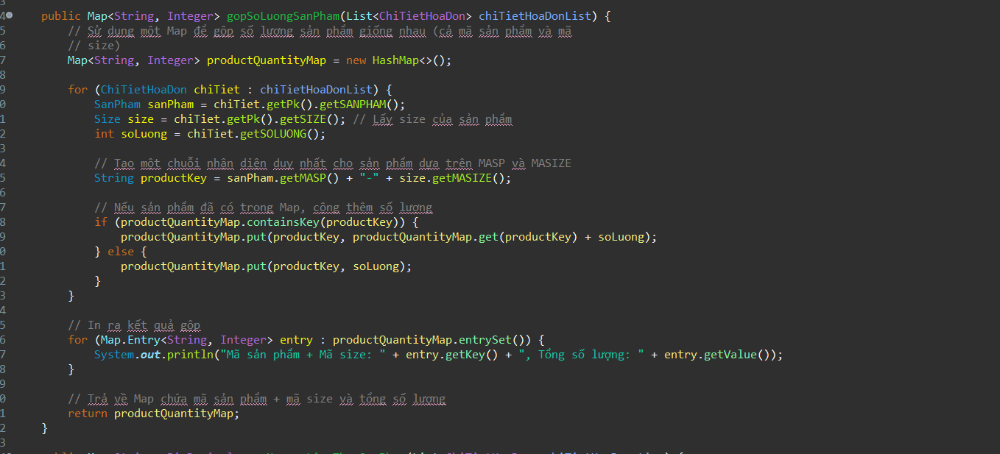 public Map<String, Integer> gopSoLuongSanPham(List<ChiTietHoaDon> chiTietHoaDonList) {
// Sử dụng một Map để gộp số lượng sản phẩm giống nhau (cả mã sản phẩm và mã
// size)
Map<String, Integer> productQuantityMap = new HashMap<>();
for (ChiTietHoaDon chiTiet : chiTietHoaDonList) {
SanPham sanPham = chiTiet.getPk().getSANPHAM();
Size size = chiTiet.getPk().getSIZE(); // Lấy size của sản phẩm
int soLuong = chiTiet.getSOLUONG();
// Tạo một chuỗi nhận diện duy nhất cho sản phẩm dựa trên MASP và MASIZE
String productKey = sanPham.getMASP() + "-" + size.getMASIZE();
// Nếu sản phẩm đã có trong Map, cộng thêm số lượng
if (productQuantityMap.containsKey(productKey)) {
productQuantityMap.put(productKey, productQuantityMap.get(productKey) + soLuong);
} else {
productQuantityMap.put(productKey, soLuong);
}
}
// In ra kết quả gộp
for (Map.Entry<String, Integer> entry : productQuantityMap.entrySet()) {
System.out.println("Mã sản phẩm + Mã size: " + entry.getKey() + ", Tổng số lượng: " + entry.getValue());
}
// Trả về Map chứa mã sản phẩm + mã size và tổng số lượng
return productQuantityMap;
}